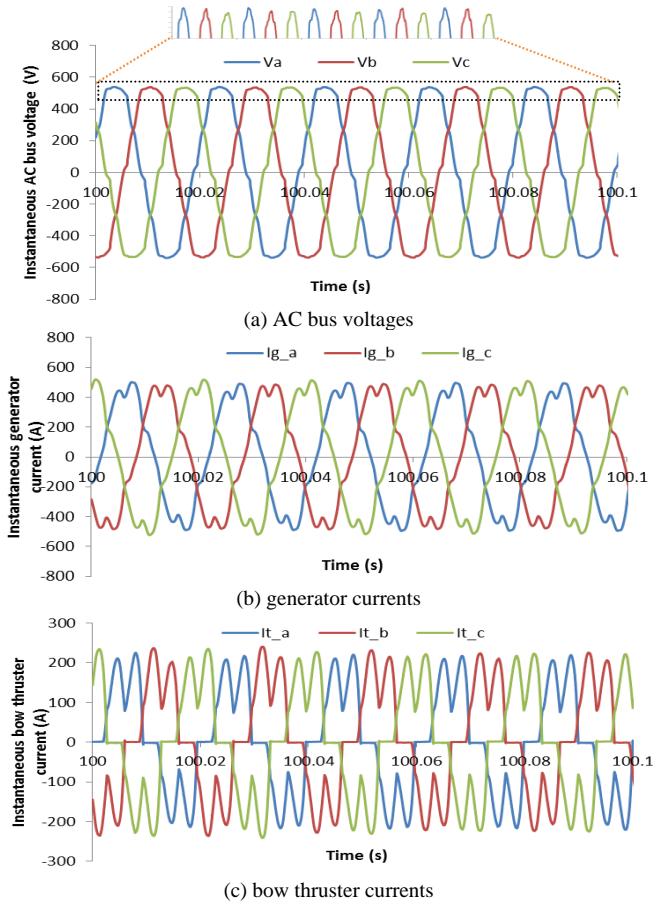 800
600
400
200
0
-200
-400
-600
-800
Instantaneous AC bus voltage (V)
Va Vb Vc
100 100.02 100.04 100.06 100.08 100.1
Time (s)
(a) AC bus voltages
800
600
400
200
0
-200
-400
-600
-800
Instantaneous generator
current (A)
Ig_a Ig_b Ig_c
100 100.02 100.04 100.06 100.08 100.1
Time (s)
(b) generator currents
300
200
100
0
-100
-200
-300
Instantaneous bow thruster
current (A)
It_a It_b It_c
100 100.02 100.04 100.06 100.08 100.1
Time (s)
(c) bow thruster currents